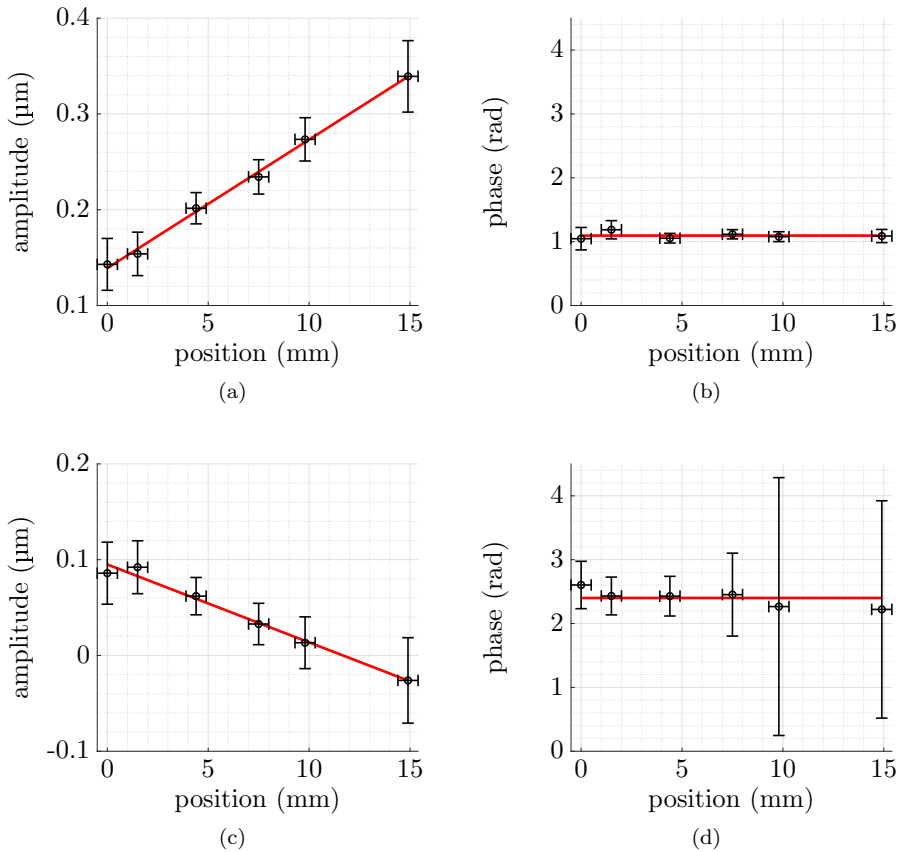 0.4
0.3
0.2
0.1
amplitude (µm)
0 5 10 15
position (mm)
(a)
4
3
2
1
0
phase (rad)
0 5 10 15
position (mm)
(b)
0.2
0.1
0
-0.1
amplitude (µm)
0 5 10 15
position (mm)
(c)
4
3
2
1
0
phase (rad)
0 5 10 15
position (mm)
(d)